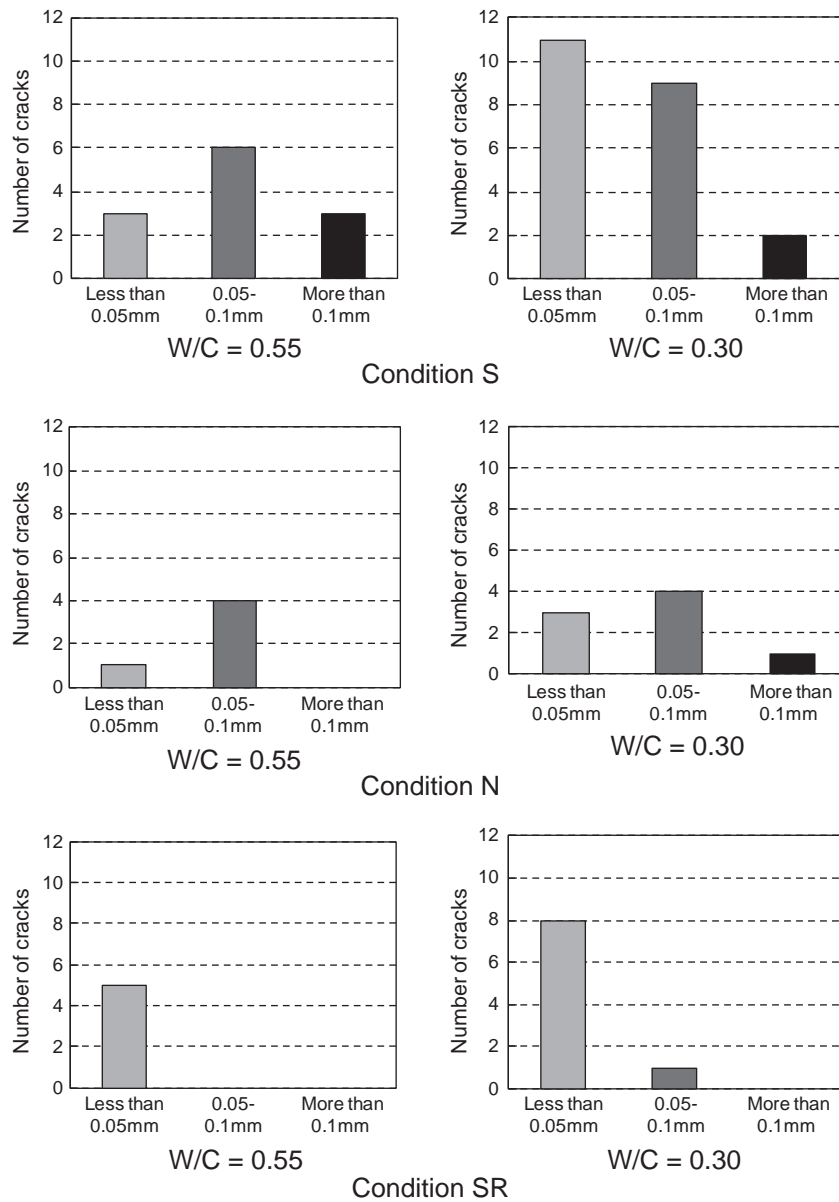 Number of cracks
12
10
8
6
4
2
0
Less than
0.05mm
0.05-
0.1mm
More than
0.1mm
W/C = 0.55
Number of cracks
12
10
8
6
4
2
0
Less than
0.05mm
0.05-
0.1mm
More than
0.1mm
W/C = 0.30
Condition S
Number of cracks
12
10
8
6
4
2
0
Less than
0.05mm
0.05-
0.1mm
More than
0.1mm
W/C = 0.55
Number of cracks
12
10
8
6
4
2
0
Less than
0.05mm
0.05-
0.1mm
More than
0.1mm
W/C = 0.30
Condition N
Number of cracks
12
10
8
6
4
2
0
Less than
0.05mm
0.05-
0.1mm
More than
0.1mm
W/C = 0.55
Number of cracks
12
10
8
6
4
2
0
Less than
0.05mm
0.05-
0.1mm
More than
0.1mm
W/C = 0.30
Condition SR